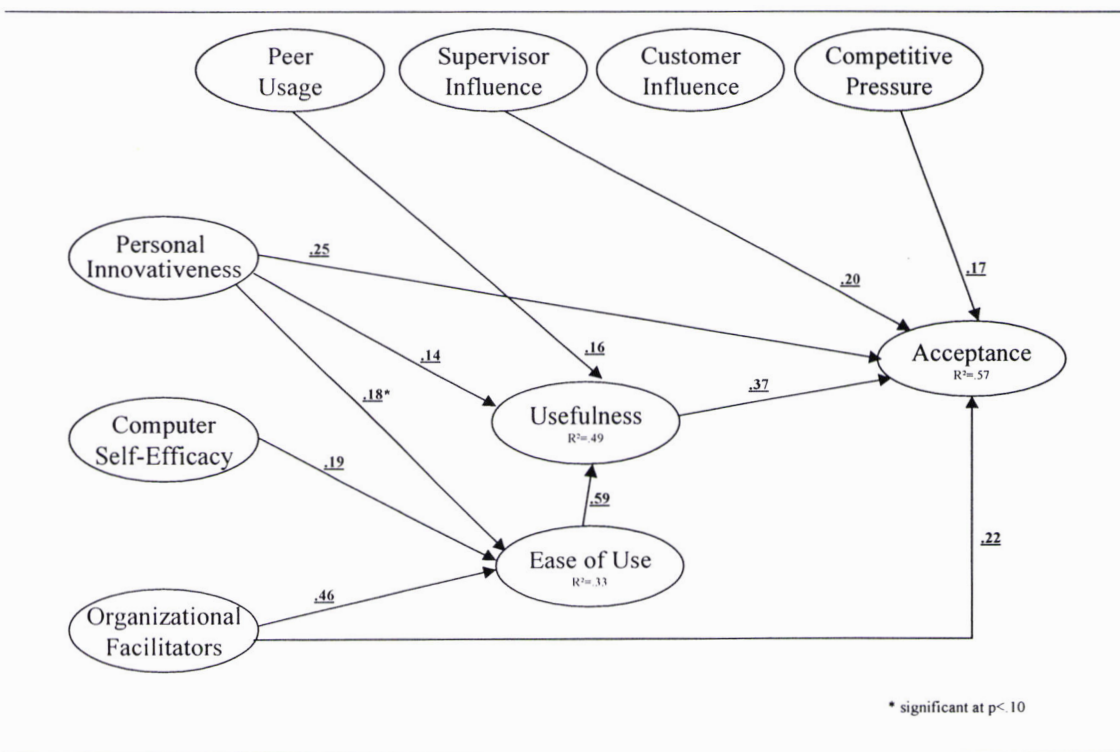 Peer
Usage
Supervisor
Influence
Customer
Influence
Competitive
Pressure
Personal
Innovativeness
.25
.20
.17
Acceptance
R²=.57
.14
.16
.18*
.37
Usefulness
R²=.49
Computer
Self-Efficacy
.19
.59
.22
Ease of Use
R²=.33
.46
Organizational
Facilitators
* significant at p<.10